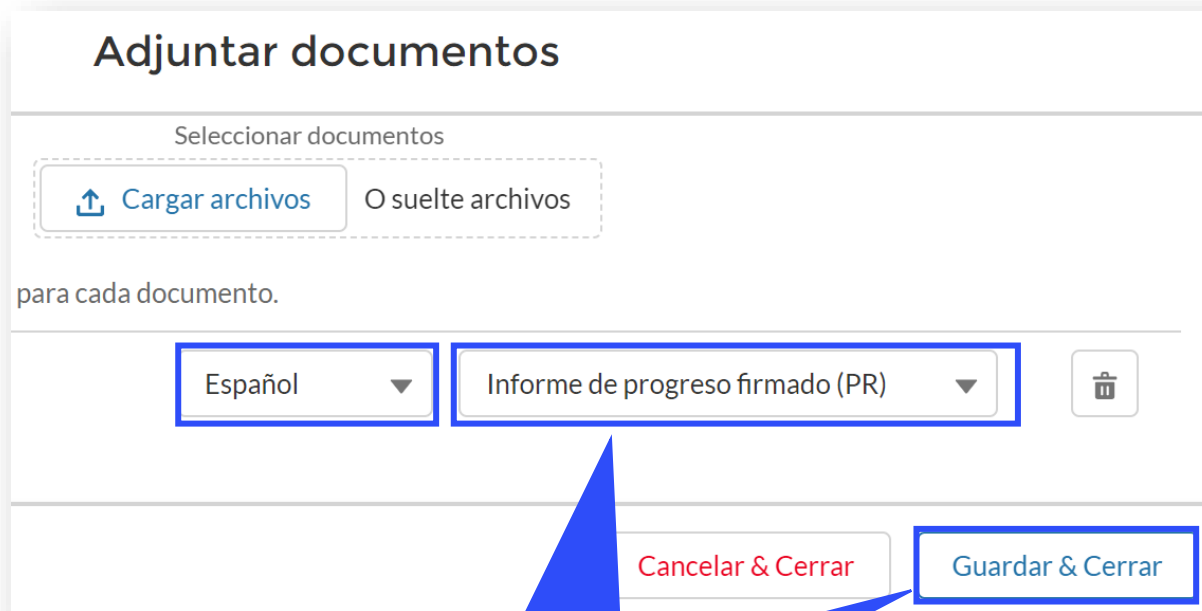 Adjuntar documentos
Seleccionar documentos
Cargar archivos O suelte archivos
para cada documento.
Español Informe de progreso firmado (PR)
Cancelar & Cerrar Guardar & Cerrar